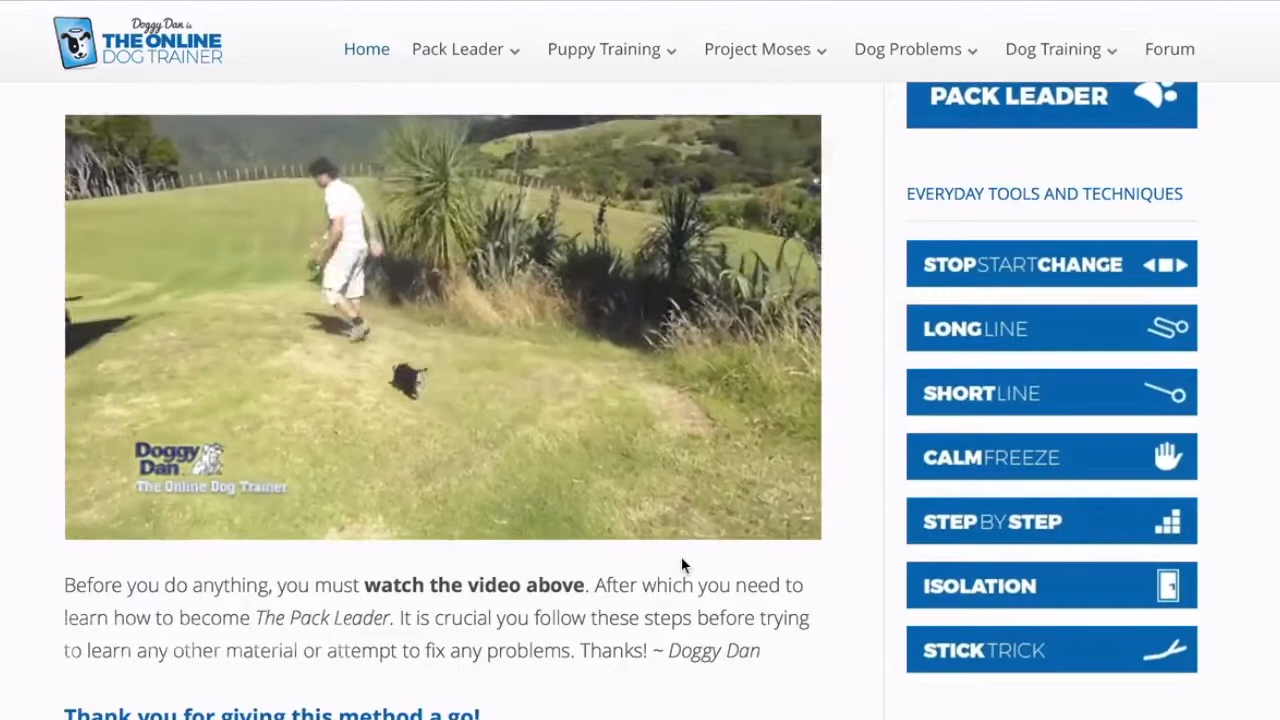 Doggy Dan is
THE ONLINE
DOG TRAINER
Home Pack Leader Puppy Training Project Moses Dog Problems Dog Training Forum
PACK LEADER
EVERYDAY TOOLS AND TECHNIQUES
STOPSTARTCHANGE
LONGLINE
SHORTLINE
CALMFREEZE
STEPBYSTEP
ISOLATION
STICKTRICK
Doggy
Dan
The Online Dog Trainer
Before you do anything, you must watch the video above. After which you need to
learn how to become The Pack Leader. It is crucial you follow these steps before trying
to learn any other material or attempt to fix any problems. Thanks! ~ Doggy Dan
Thank you for giving this method a go!